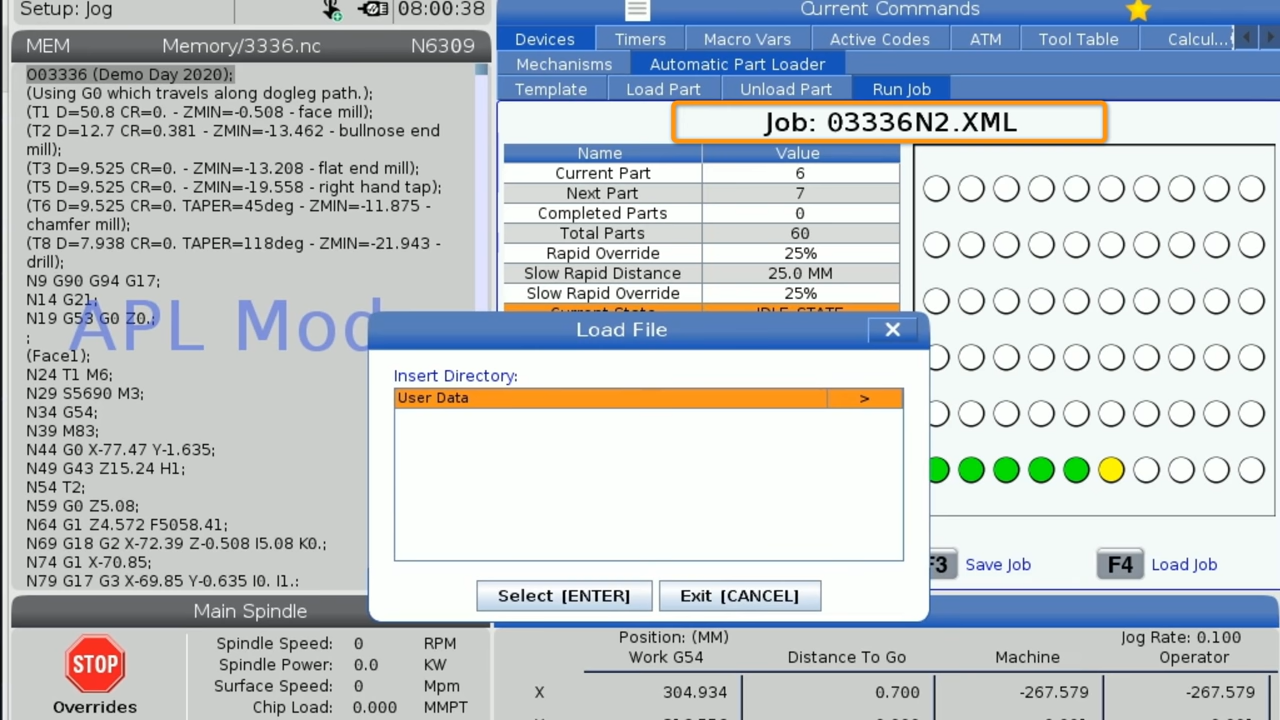 Setup: Jog
08:00:38
Current Commands
MEM
Memory/3336.nc
N6309
O03336 (Demo Day 2020);
(Using G0 which travels along dogleg path.);
(T1 D=50.8 CR=0. - ZMIN=-0.508 - face mill);
(T2 D=12.7 CR=0.381 - ZMIN=-13.462 - bullnose end
mill);
(T3 D=9.525 CR=0. - ZMIN=-13.208 - flat end mill);
(T5 D=9.525 CR=0. - ZMIN=-19.558 - right hand tap);
(T6 D=9.525 CR=0. TAPER=45deg - ZMIN=-11.875 -
chamfer mill);
(T8 D=7.938 CR=0. TAPER=118deg - ZMIN=-21.943 -
drill);
N9 G90 G94 G17;
N14 G21;
N19 G53 G0 Z0.;
;
(Face1);
N24 T1 M6;
N29 S5690 M3;
N34 G54;
N39 M83;
N44 G0 X-77.47 Y-1.635;
N49 G43 Z15.24 H1;
N54 T2;
N59 G0 Z5.08;
N64 G1 Z4.572 F5058.41;
N69 G18 G2 X-72.39 Z-0.508 I5.08 K0.;
N74 G1 X-70.85;
N79 G17 G3 X-69.85 Y-0.635 I0. I1.;
APL Mod
Devices
Timers
Macro Vars
Active Codes
ATM
Tool Table
Calcul...
Mechanisms
Automatic Part Loader
Template
Load Part
Unload Part
Run Job
Job: 03336N2.XML
Name Value
Current Part 6
Next Part 7
Completed Parts 0
Total Parts 60
Rapid Override 25%
Slow Rapid Distance 25.0 MM
Slow Rapid Override 25%
Current State IDLE_STATE
Load File
X
Insert Directory:
User Data >
Select [ENTER]
Exit [CANCEL]
F3 Save Job
F4 Load Job
Main Spindle
STOP
Overrides
Spindle Speed: 0 RPM
Spindle Power: 0.0 KW
Surface Speed: 0 Mpm
Chip Load: 0.000 MMPT
Position: (MM)
Jog Rate: 0.100
Work G54
Distance To Go
Machine
Operator
X 304.934 0.700 -267.579 -267.579